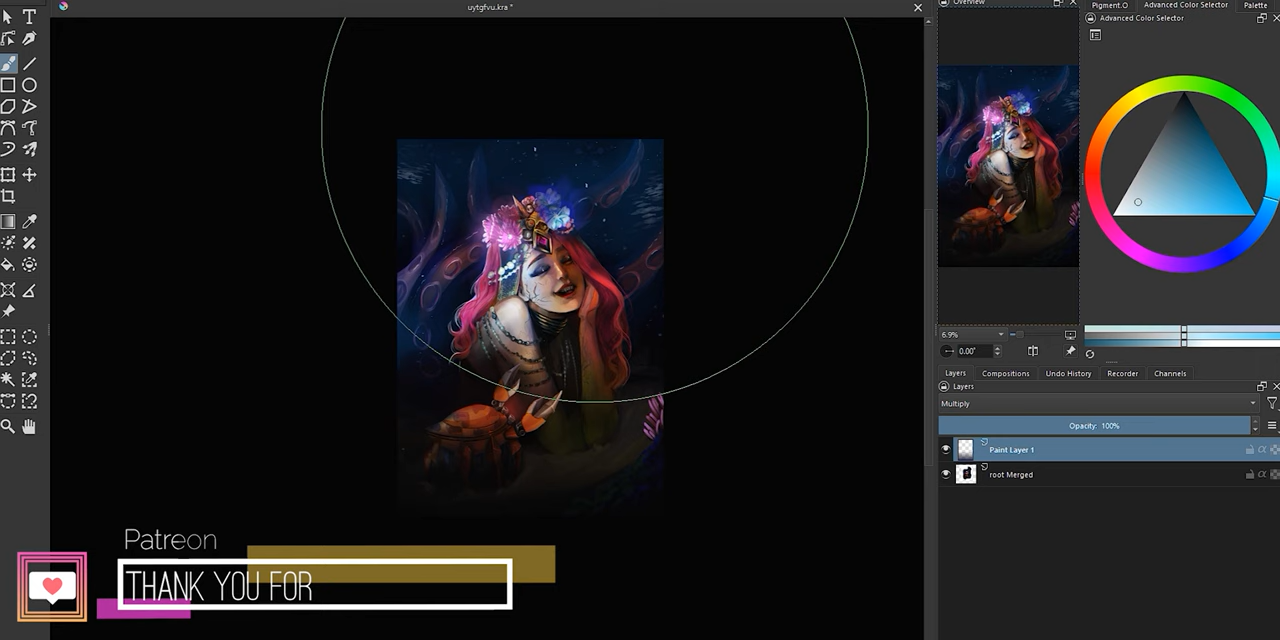 uytgfvu.kra *
Overview
Pigment.O
Advanced Color Selector
Palette
Advanced Color Selector
6.9%
0.00°
Layers
Compositions
Undo History
Recorder
Channels
Layers
Multiply
Opacity: 100%
Paint Layer 1
root Merged
Patreon
THANK YOU FOR